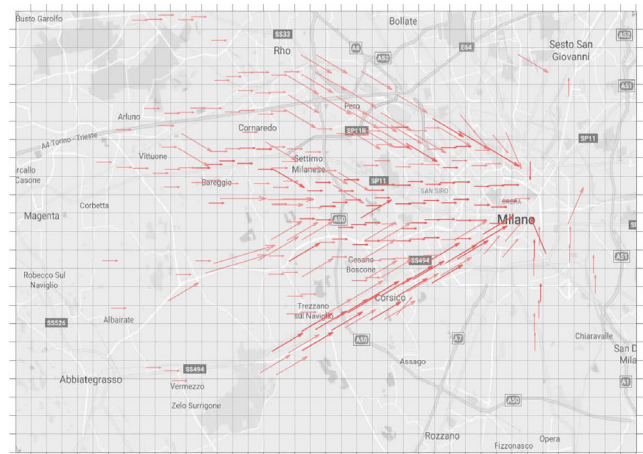 Busto Garolfo
Bollate
SS33
Rho
A8
A52
E64
A52
Sesto San
Giovanni
A51
Pero
Arluno
Cornaredo
SP11R
SP11
A4 Torino - Trieste
Vittuone
Settimo
Milanese
rcallo
Casone
Bareggio
SP11
SAN SIRO
Corbetta
Magenta
A50
Milano
Cesano
Boscone
SS494
A51
Robecco Sul
Naviglio
Corsico
Trezzano
sul Naviglio
Albairate
SS526
A50
A7
Chiaravalle
San D
Mila
Assago
SS494
Abbiategrasso
Vermezzo
A1
Zelo Surrigone
A50
Rozzano
Opera
Fizzonasco